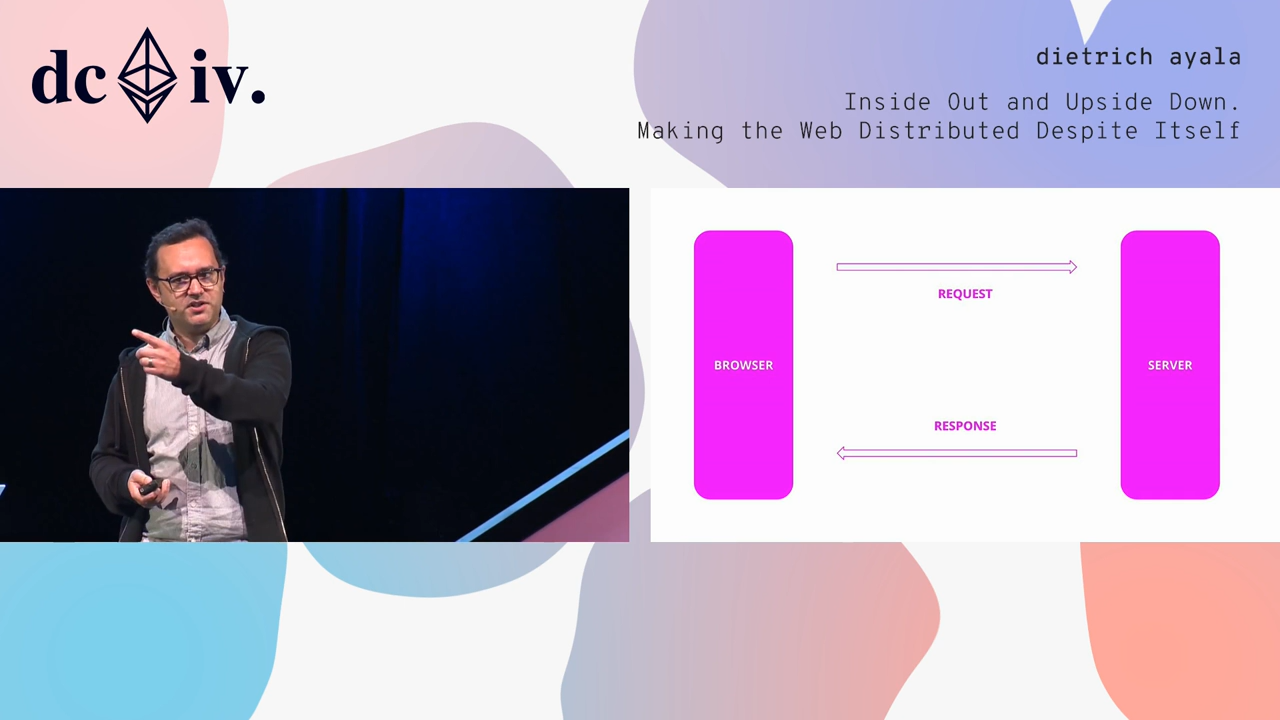 dc iv.
dietrich ayala
Inside Out and Upside Down.
Making the Web Distributed Despite Itself
REQUEST
BROWSER
SERVER
RESPONSE